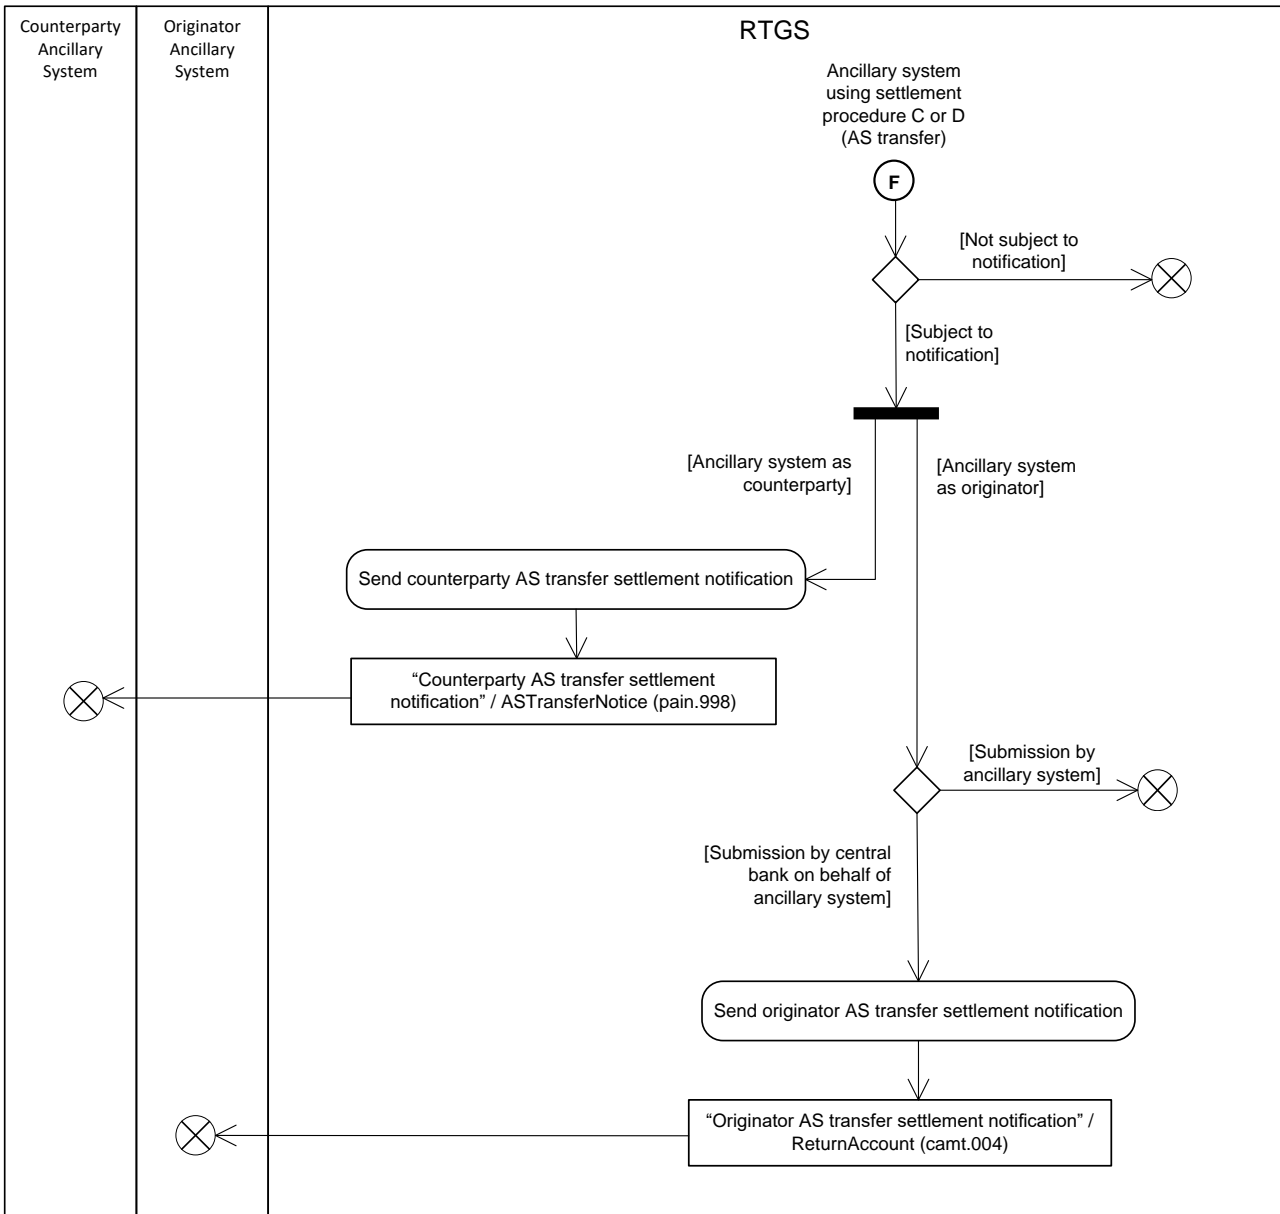 Counterparty
Ancillary
System
Originator
Ancillary
System
RTGS
Ancillary system
using settlement
procedure C or D
(AS transfer)
F
[Not subject to
notification]
[Subject to
notification]
[Ancillary system as
counterparty]
[Ancillary system
as originator]
Send counterparty AS transfer settlement notification
“Counterparty AS transfer settlement
notification” / ASTransferNotice (pain.998)
[Submission by
ancillary system]
[Submission by central
bank on behalf of
ancillary system]
Send originator AS transfer settlement notification
“Originator AS transfer settlement notification” /
ReturnAccount (camt.004)